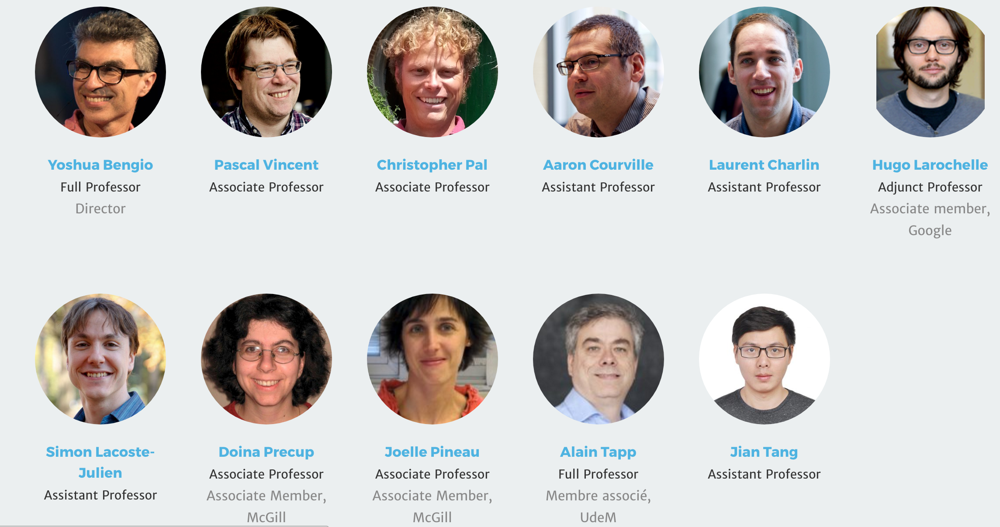 Yoshua Bengio
Full Professor
Director
Pascal Vincent
Associate Professor
Christopher Pal
Associate Professor
Aaron Courville
Assistant Professor
Laurent Charlin
Assistant Professor
Hugo Larochelle
Adjunct Professor
Associate member,
Google
Simon Lacoste-
Julien
Assistant Professor
Doina Precup
Associate Professor
Associate Member,
McGill
Joelle Pineau
Associate Professor
Associate Member,
McGill
Alain Tapp
Full Professor
Membre associé,
UdeM
Jian Tang
Assistant Professor